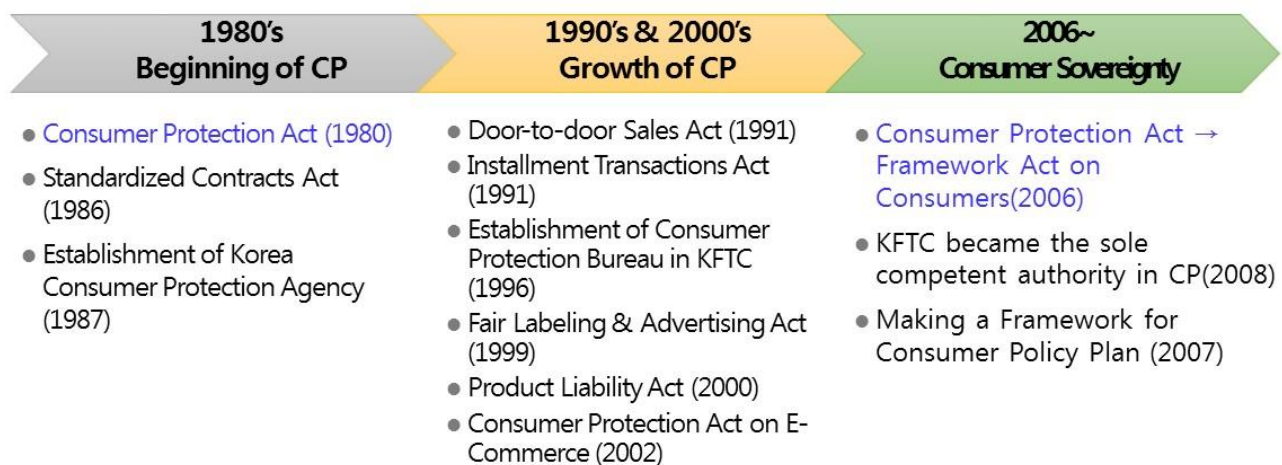 1980's
Beginning of CP
● Consumer Protection Act (1980)
● Standardized Contracts Act
(1986)
● Establishment of Korea
Consumer Protection Agency
(1987)
1990's & 2000's
Growth of CP
● Door-to-door Sales Act (1991)
● Installment Transactions Act
(1991)
● Establishment of Consumer
Protection Bureau in KFTC
(1996)
● Fair Labeling & Advertising Act
(1999)
● Product Liability Act (2000)
● Consumer Protection Act on E-
Commerce (2002)
2006~
Consumer Sovereignty
● Consumer Protection Act →
Framework Act on
Consumers(2006)
● KFTC became the sole
competent authority in CP(2008)
● Making a Framework for
Consumer Policy Plan (2007)